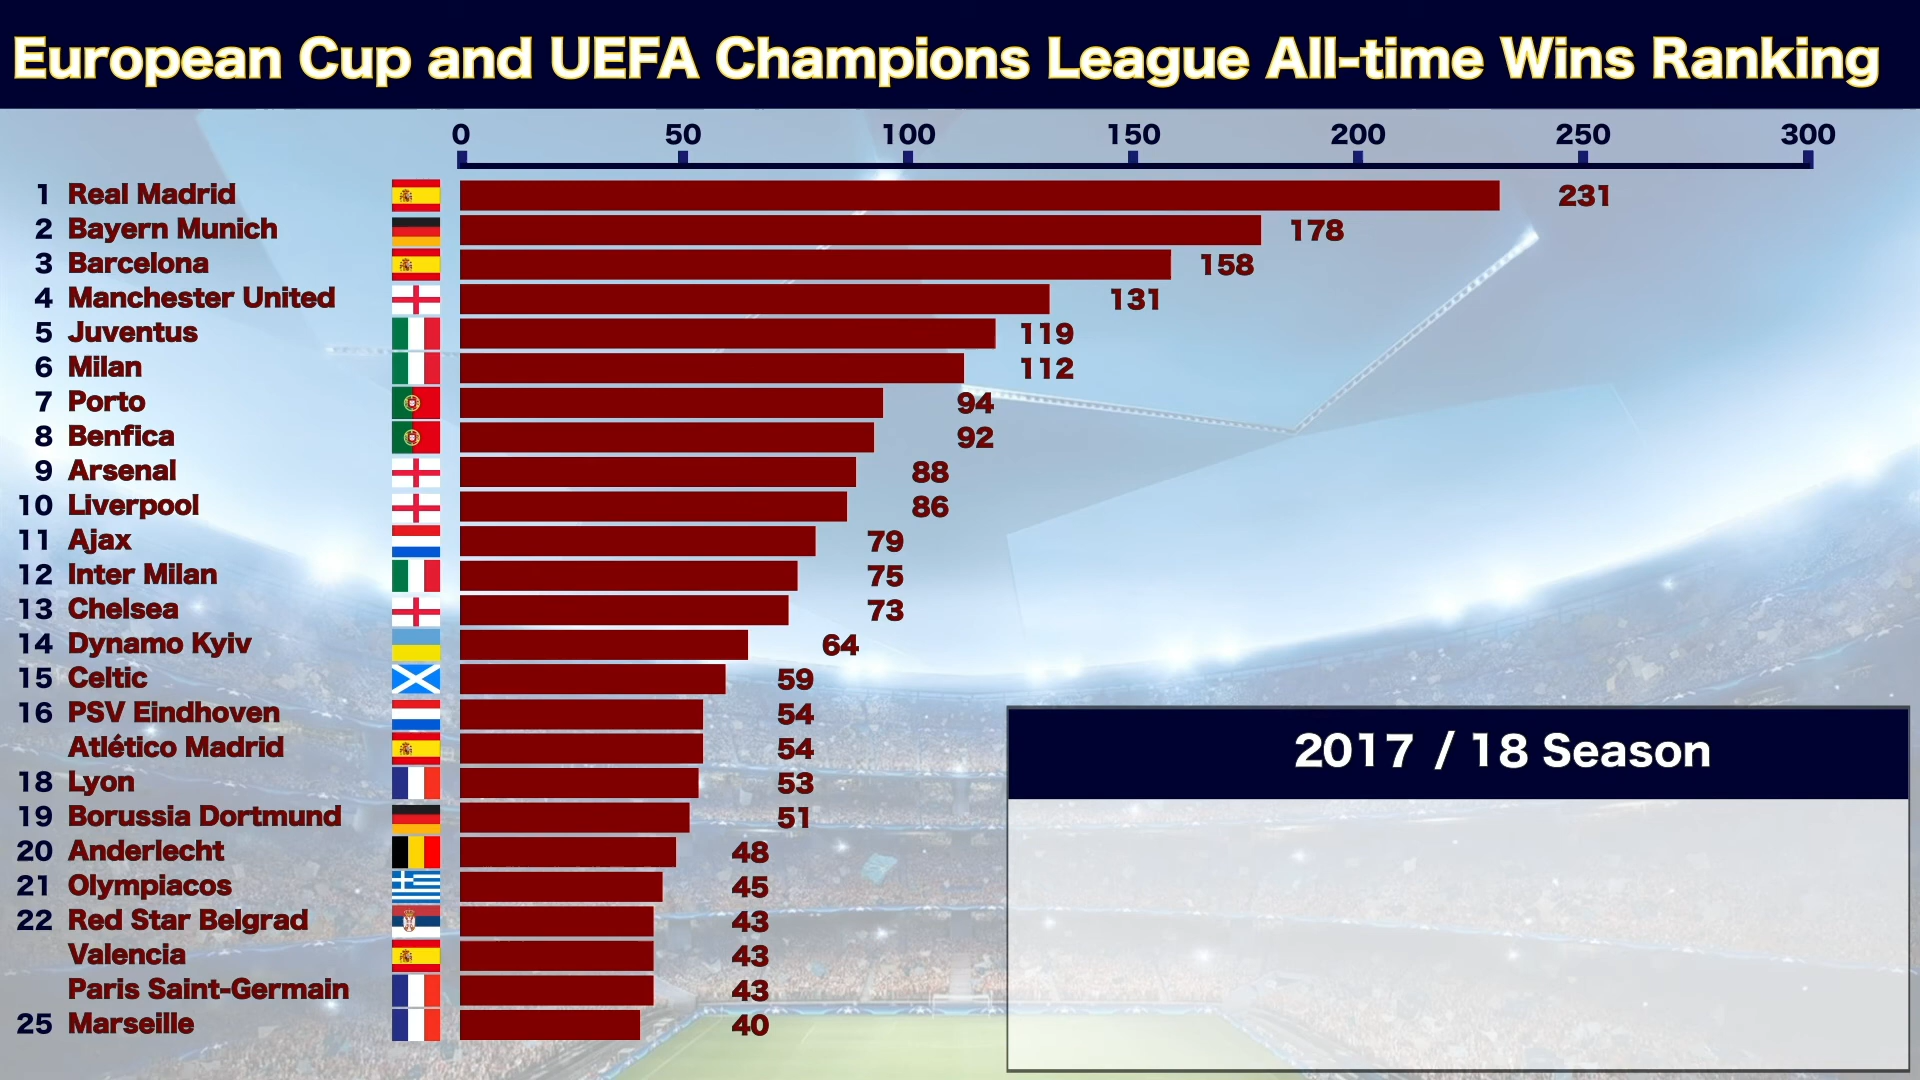 European Cup and UEFA Champions League All-time Wins Ranking
0 50 100 150 200 250 300
1 Real Madrid 231
2 Bayern Munich 178
3 Barcelona 158
4 Manchester United 131
5 Juventus 119
6 Milan 112
7 Porto 94
8 Benfica 92
9 Arsenal 88
10 Liverpool 86
11 Ajax 79
12 Inter Milan 75
13 Chelsea 73
14 Dynamo Kyiv 64
15 Celtic 59
16 PSV Eindhoven 54
Atlético Madrid 54
18 Lyon 53
19 Borussia Dortmund 51
20 Anderlecht 48
21 Olympiacos 45
22 Red Star Belgrad 43
Valencia 43
Paris Saint-Germain 43
25 Marseille 40
2017 / 18 Season